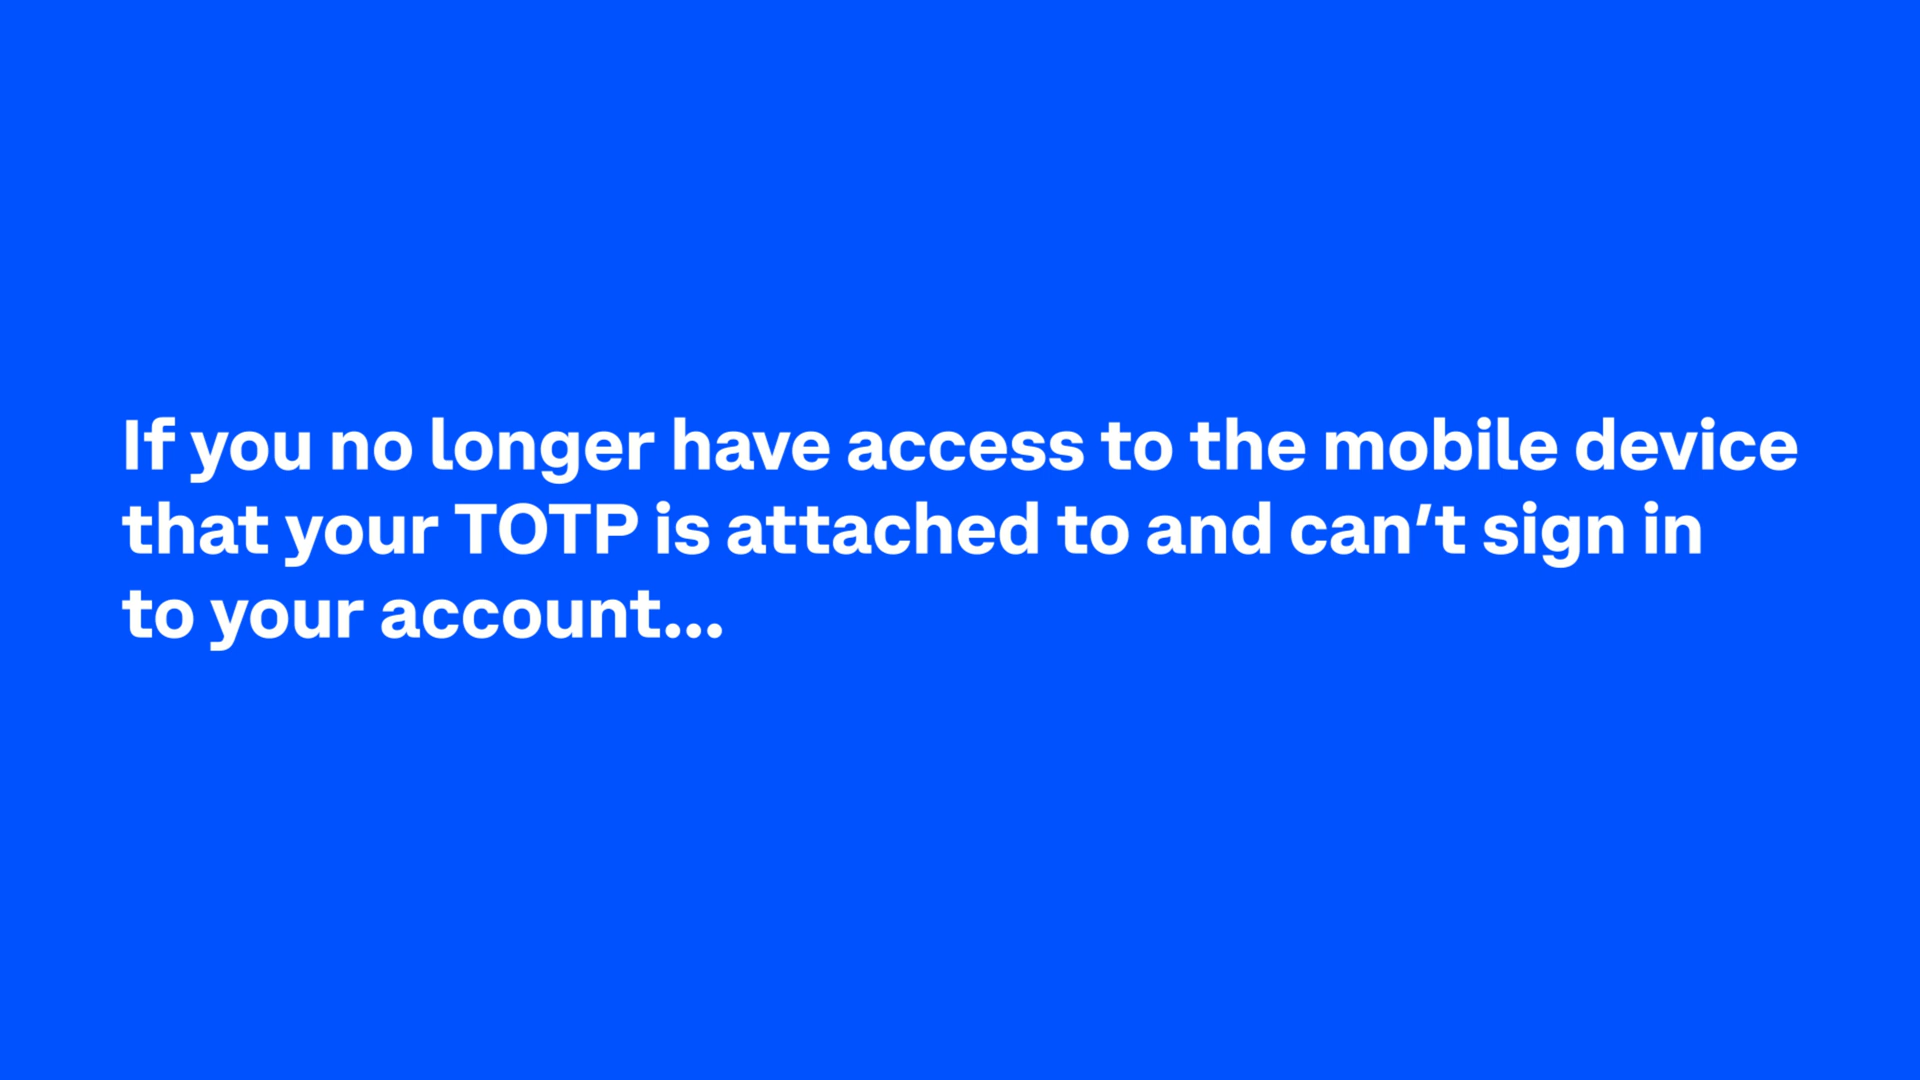 If you no longer have access to the mobile device
that your TOTP is attached to and can’t sign in
to your account...